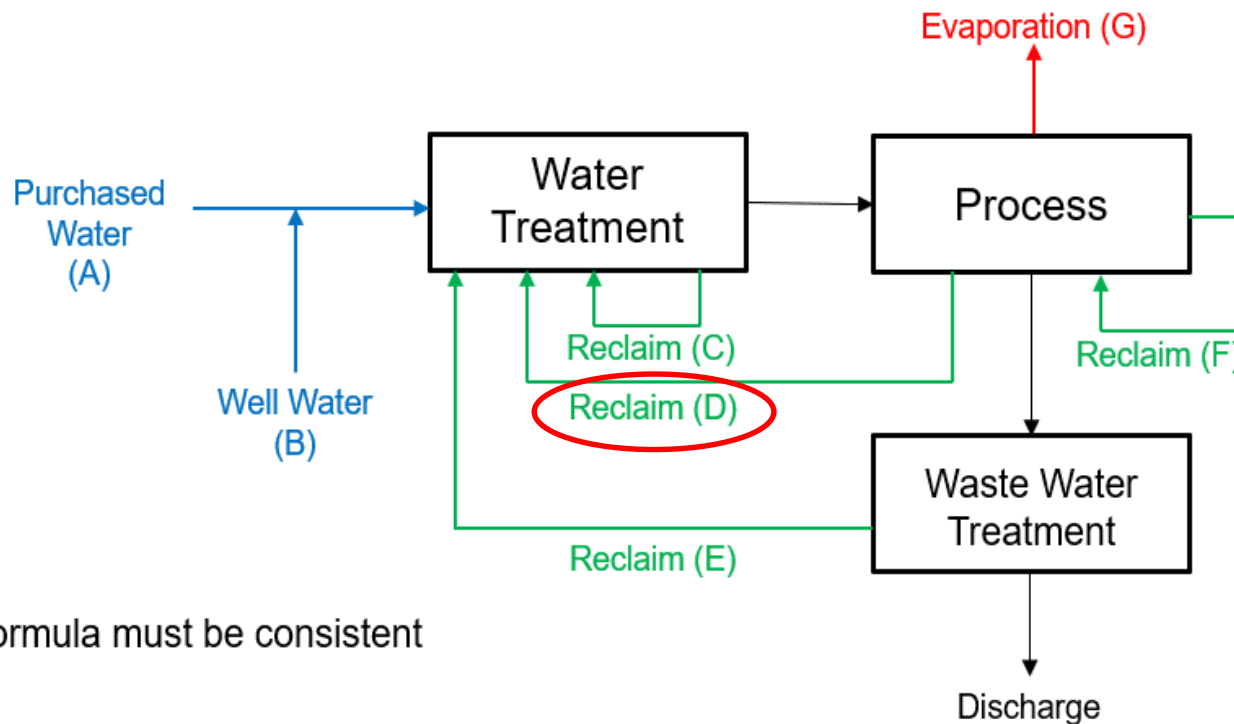 Evaporation (G)
Water
Treatment
Process
Purchased
Water
(A)
Reclaim (C)
Reclaim (F)
Well Water
(B)
Reclaim (D)
Waste Water
Treatment
Reclaim (E)
ormula must be consistent
Discharge